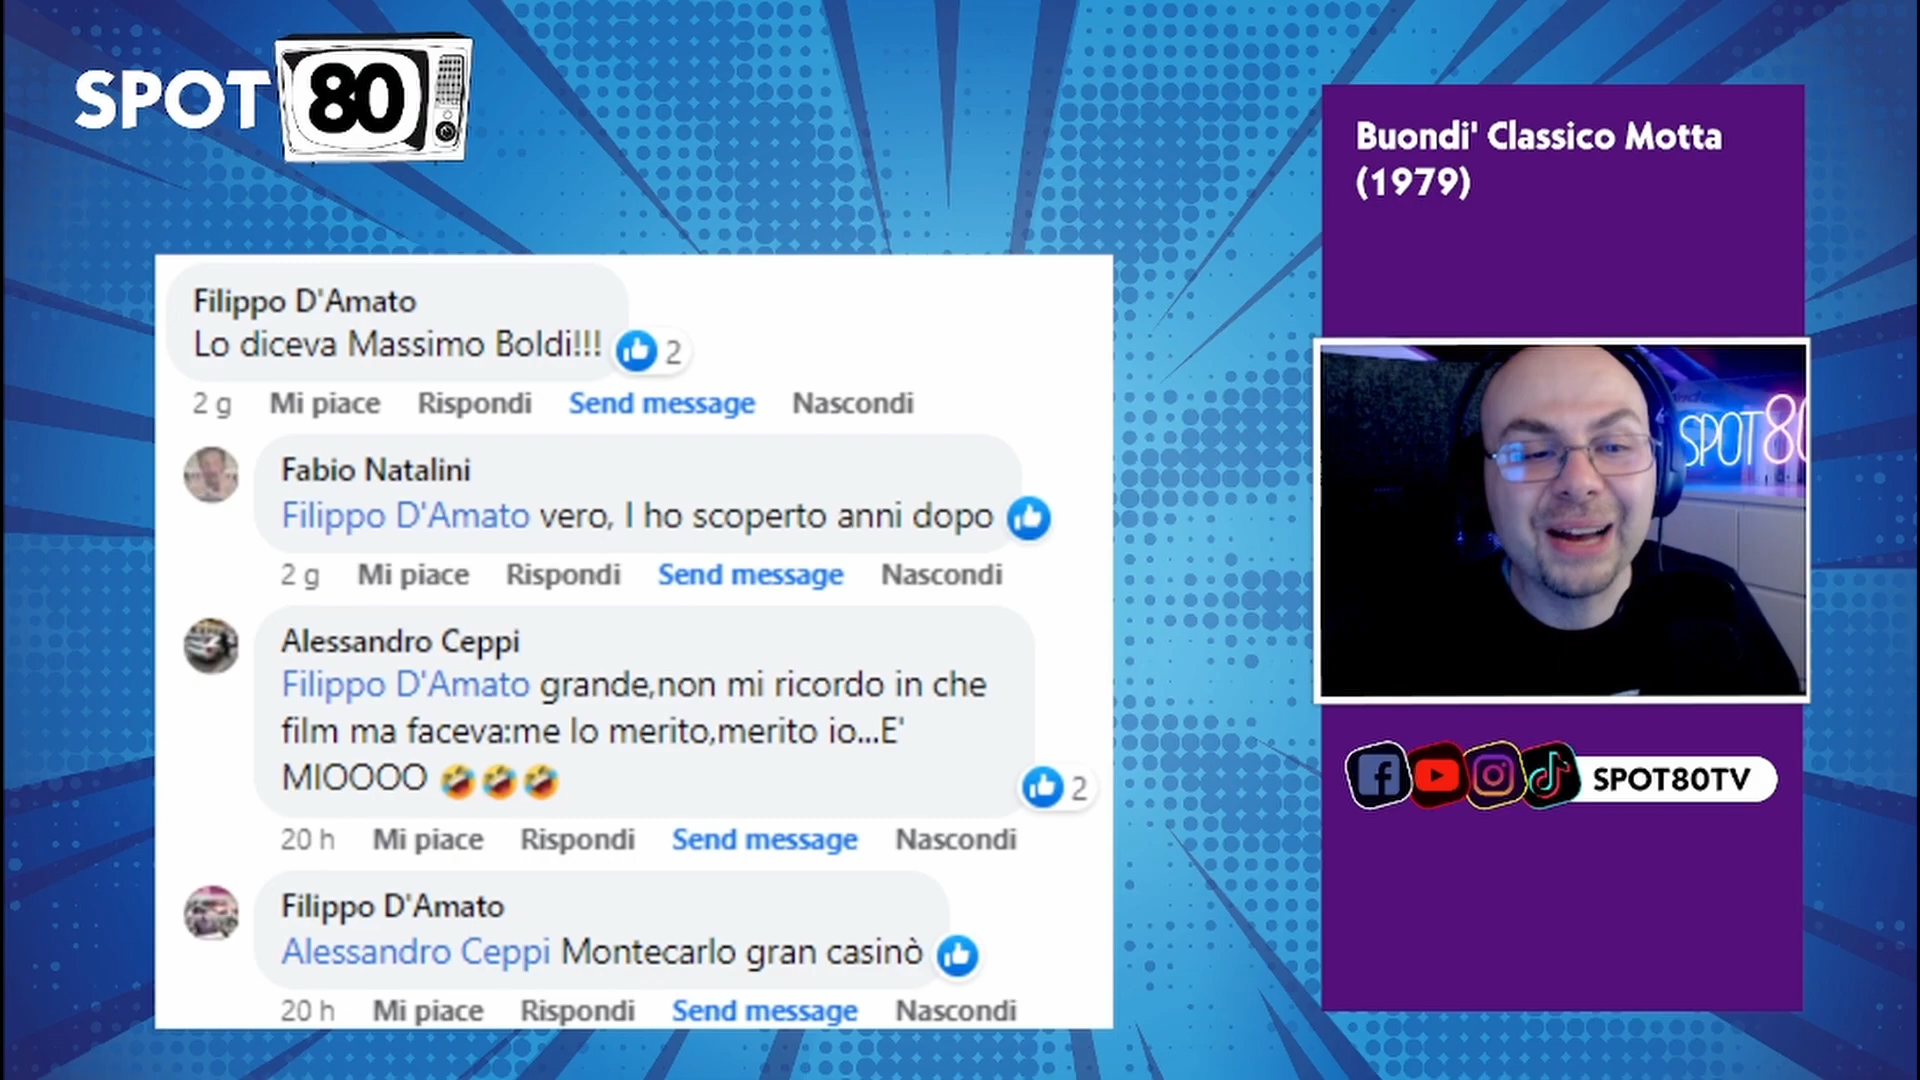 SPOT 80
Buondi' Classico Motta
(1979)
Filippo D'Amato
Lo diceva Massimo Boldi!!! 2
2 g Mi piace Rispondi Send message Nascondi
Fabio Natalini
Filippo D'Amato vero, l ho scoperto anni dopo
2 g Mi piace Rispondi Send message Nascondi
Alessandro Ceppi
Filippo D'Amato grande,non mi ricordo in che
film ma faceva:me lo merito,merito io...E'
MIOOOO 🤣🤣🤣 2
20 h Mi piace Rispondi Send message Nascondi
Filippo D'Amato
Alessandro Ceppi Montecarlo gran casinò
20 h Mi piace Rispondi Send message Nascondi
SPOT80
SPOT80TV